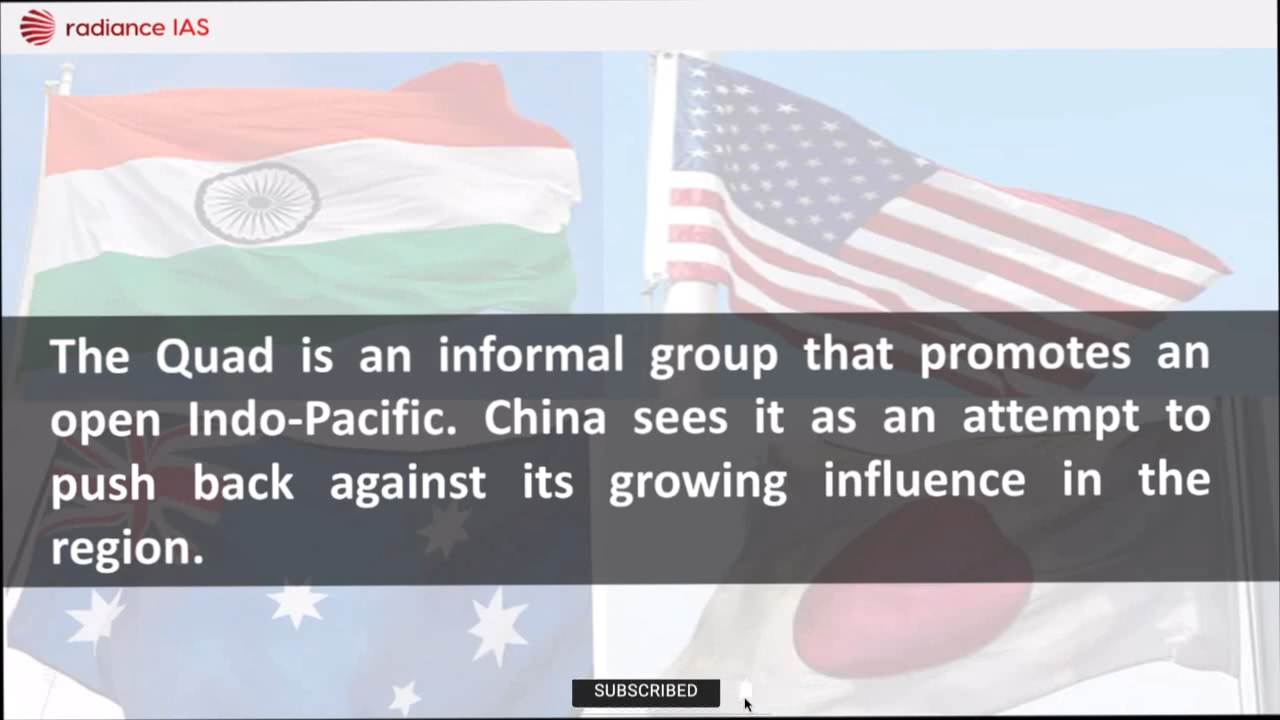 radiance IAS
The Quad is an informal group that promotes an
open Indo-Pacific. China sees it as an attempt to
push back against its growing influence in the
region.
SUBSCRIBED